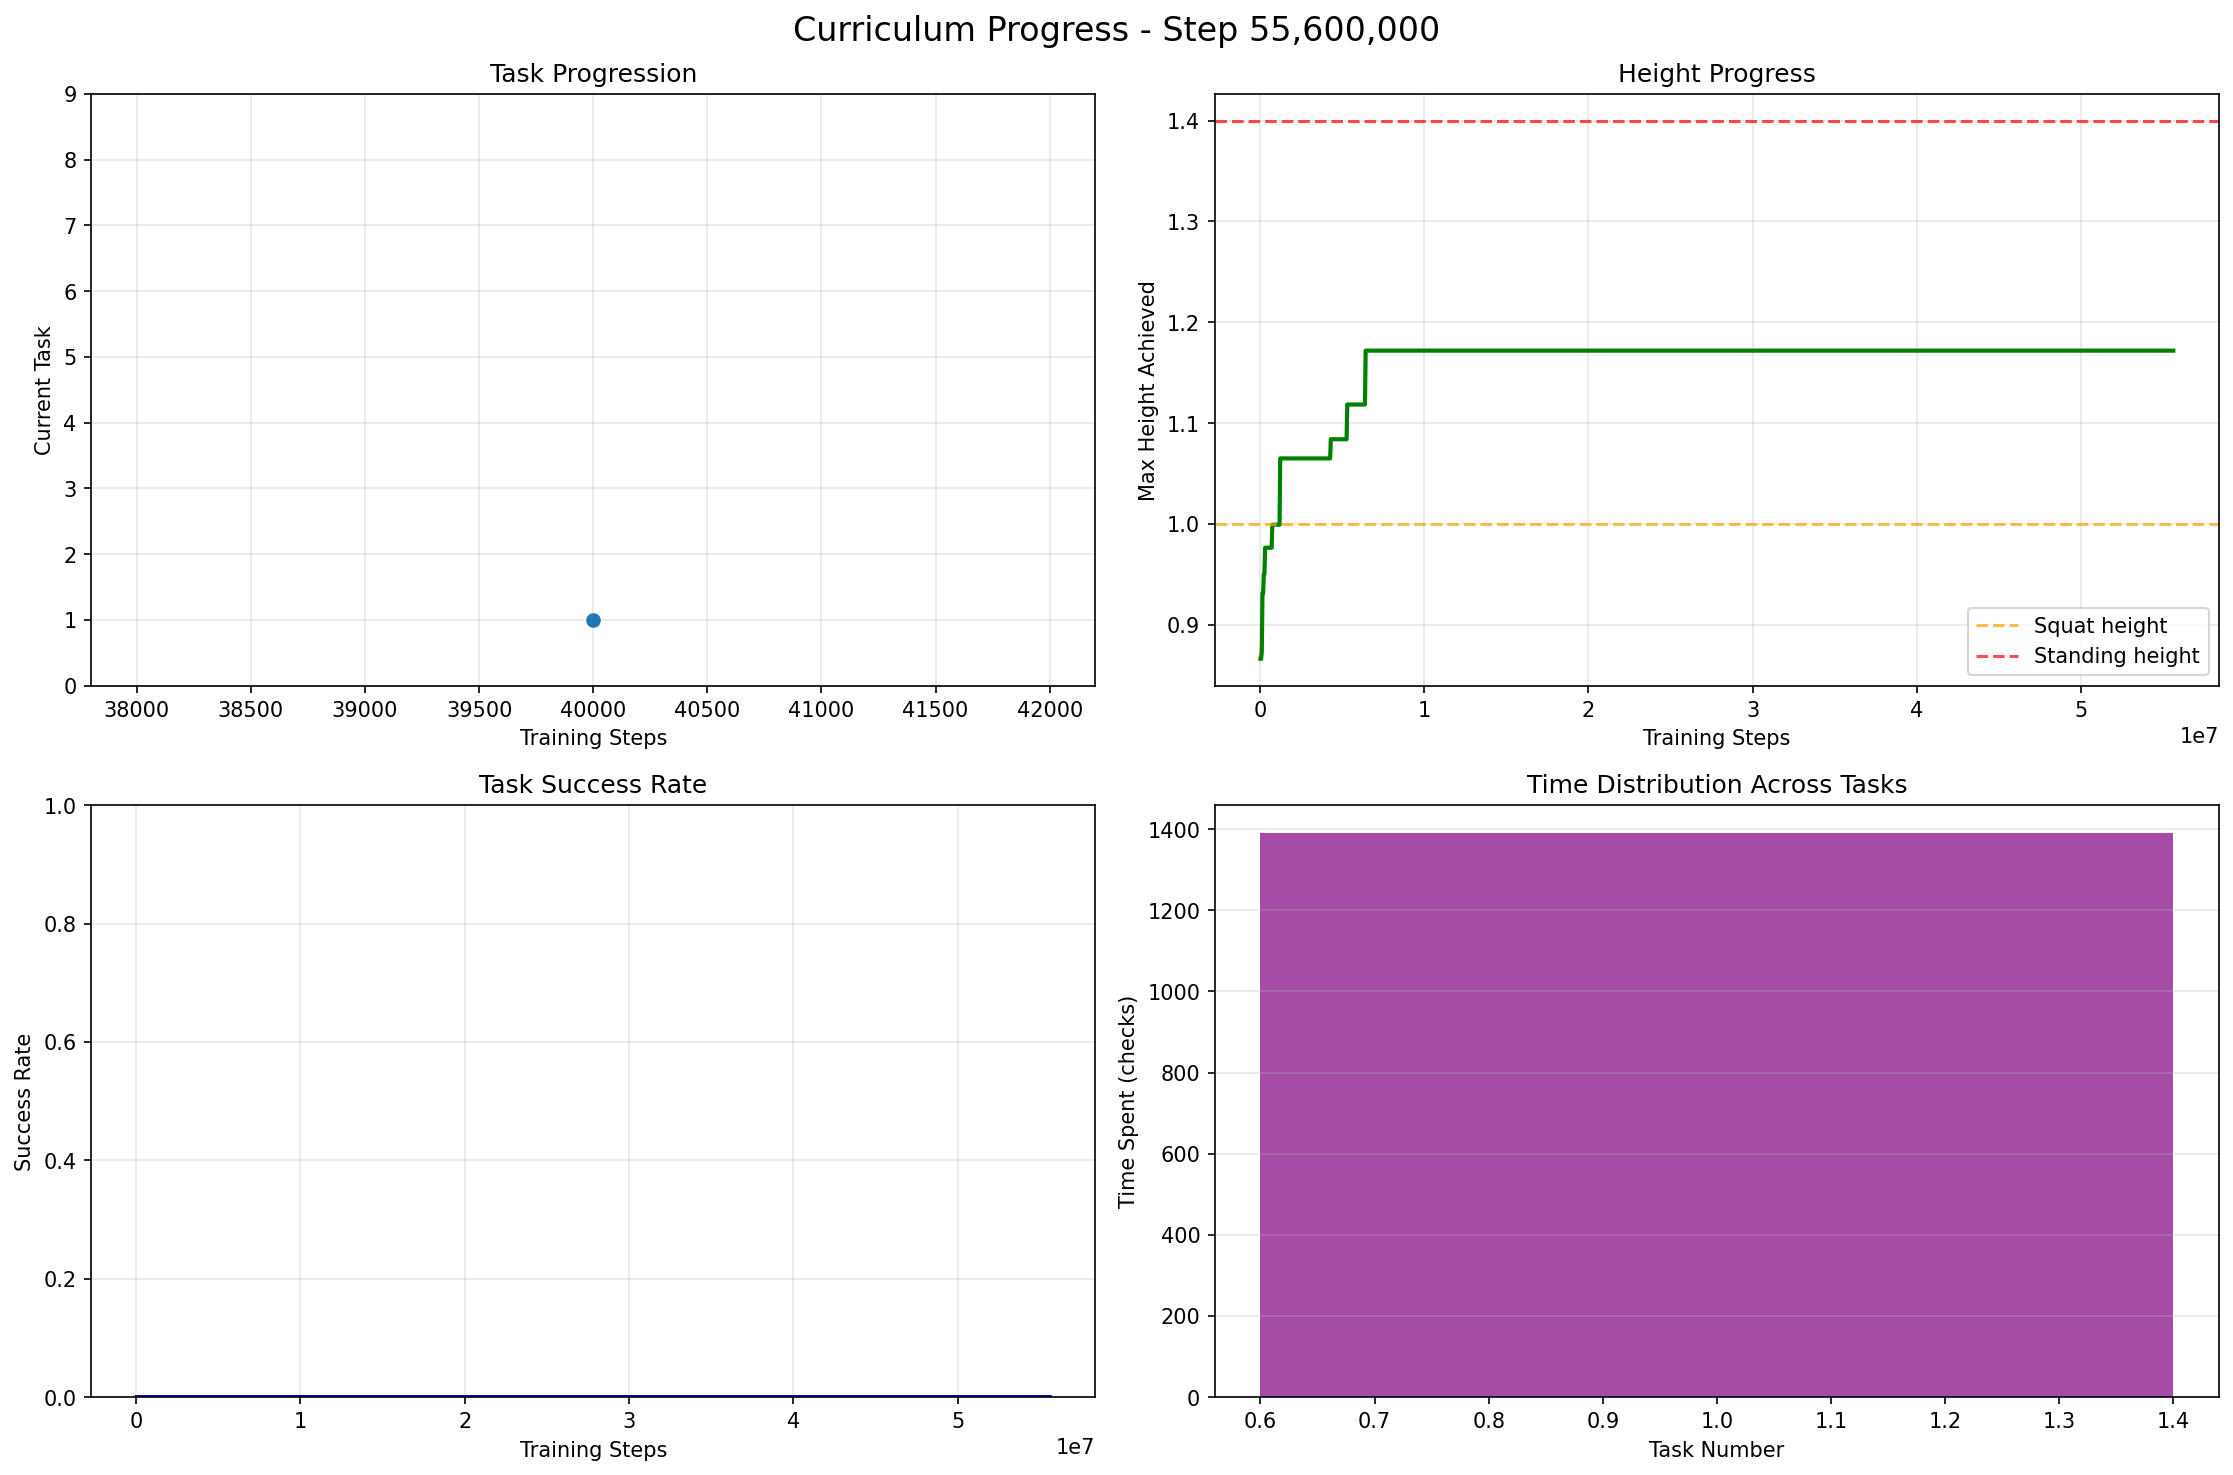 Curriculum Progress - Step 55,600,000
Task Progression
Current Task
9
8
7
6
5
4
3
2
1
0
38000 38500 39000 39500 40000 40500 41000 41500 42000
Training Steps
Height Progress
Max Height Achieved
1.4
1.3
1.2
1.1
1.0
0.9
Squat height
Standing height
0 1 2 3 4 5
1e7
Training Steps
Task Success Rate
Success Rate
1.0
0.8
0.6
0.4
0.2
0.0
0 1 2 3 4 5
1e7
Training Steps
Time Distribution Across Tasks
Time Spent (checks)
1400
1200
1000
800
600
400
200
0
0.6 0.7 0.8 0.9 1.0 1.1 1.2 1.3 1.4
Task Number